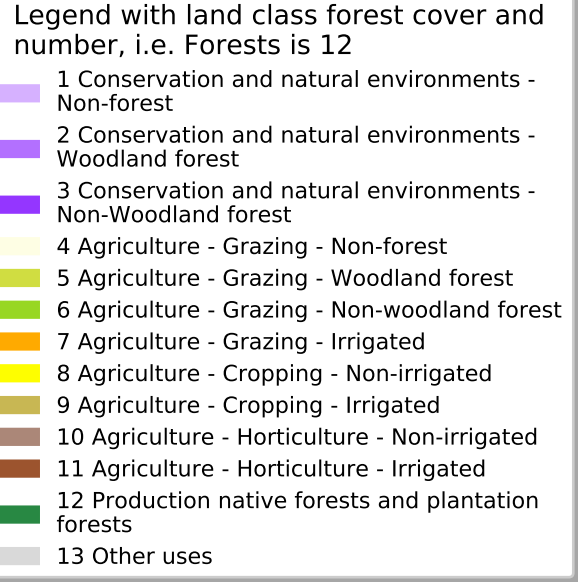 Legend with land class forest cover and
number, i.e. Forests is 12
1 Conservation and natural environments -
Non-forest
2 Conservation and natural environments -
Woodland forest
3 Conservation and natural environments -
Non-Woodland forest
4 Agriculture - Grazing - Non-forest
5 Agriculture - Grazing - Woodland forest
6 Agriculture - Grazing - Non-woodland forest
7 Agriculture - Grazing - Irrigated
8 Agriculture - Cropping - Non-irrigated
9 Agriculture - Cropping - Irrigated
10 Agriculture - Horticulture - Non-irrigated
11 Agriculture - Horticulture - Irrigated
12 Production native forests and plantation
forests
13 Other uses